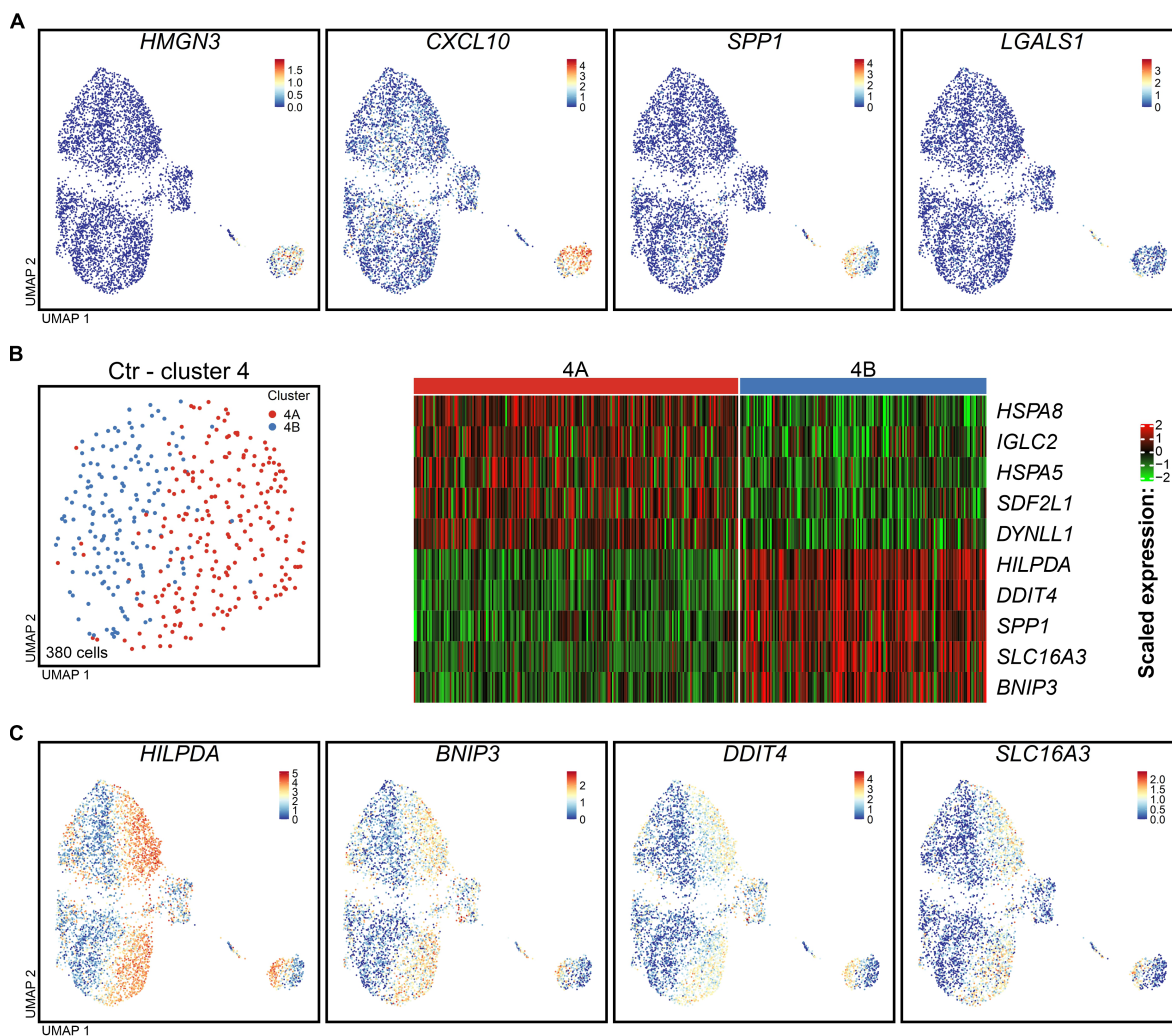 A
HMGN3
1.5
1.0
0.5
0.0
CXCL10
4
3
2
1
0
SPP1
4
3
2
1
0
LGALS1
3
2
1
0
UMAP 2
UMAP 1
B
Ctr - cluster 4
Cluster
4A
4B
380 cells
UMAP 2
UMAP 1
4A
4B
HSPA8
IGLC2
HSPA5
SDF2L1
DYNLL1
HILPDA
DDIT4
SPP1
SLC16A3
BNIP3
Scaled expression:
2
1
0
−1
−2
C
HILPDA
5
4
3
2
1
0
BNIP3
2
1
0
DDIT4
4
3
2
1
0
SLC16A3
2.0
1.5
1.0
0.5
0.0
UMAP 2
UMAP 1